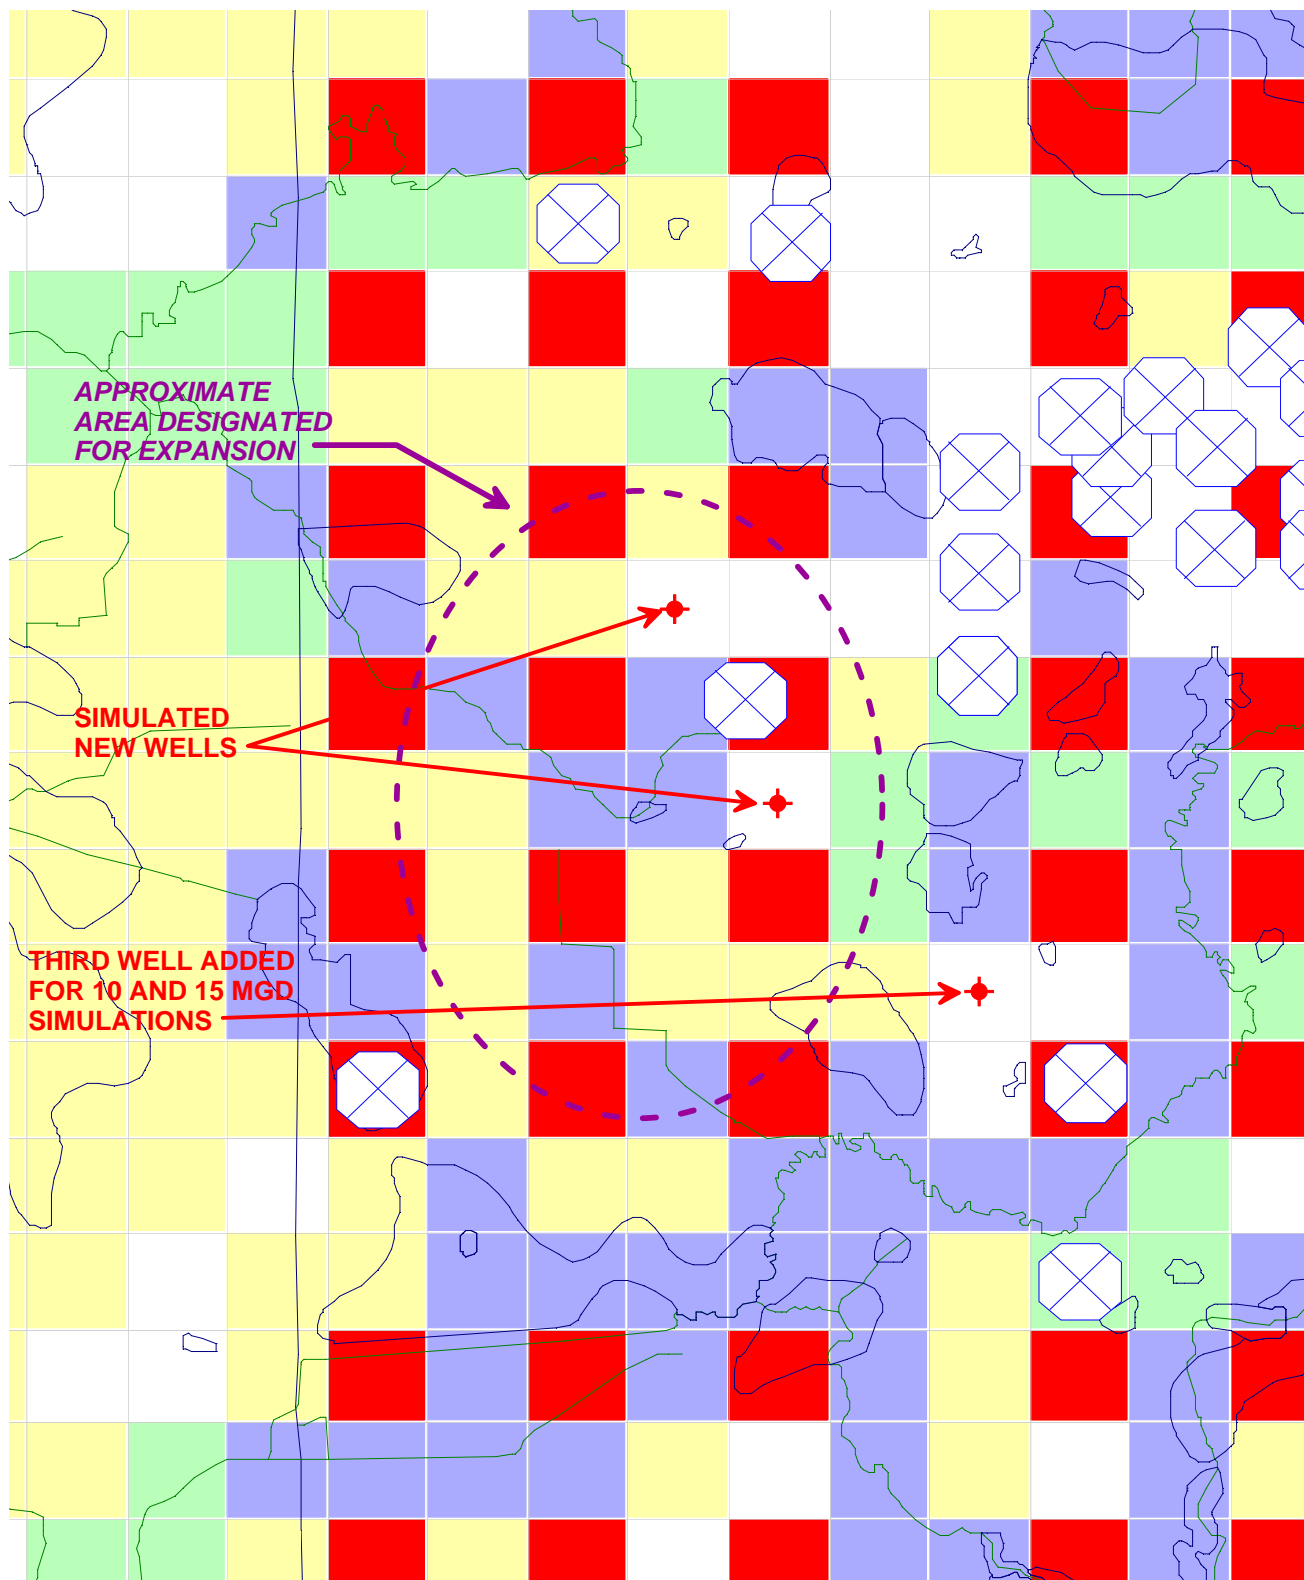 APPROXIMATE
AREA DESIGNATED
FOR EXPANSION
SIMULATED
NEW WELLS
THIRD WELL ADDED
FOR 10 AND 15 MGD
SIMULATIONS